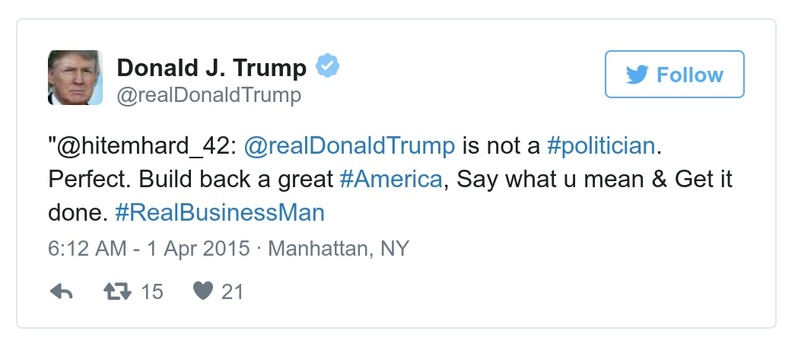 Donald J. Trump
@realDonaldTrump
Follow
"@hitemhard_42: @realDonaldTrump is not a #politician.
Perfect. Build back a great #America, Say what u mean & Get it
done. #RealBusinessMan
6:12 AM - 1 Apr 2015 · Manhattan, NY
15 21